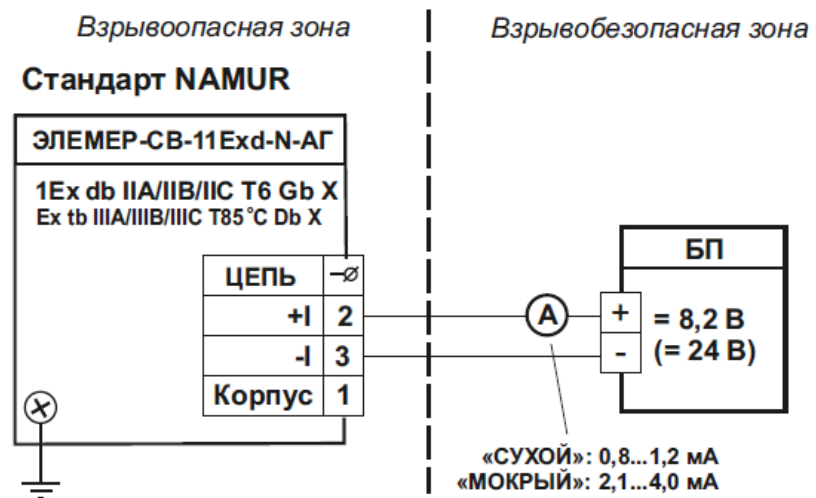 Взрывоопасная зона
Взрывобезопасная зона
Стандарт NAMUR
ЭЛЕМЕР-СВ-11Exd-N-АГ
1Ex db IIA/IIB/IIC T6 Gb X
Ex tb IIIA/IIIB/IIIC T85°C Db X
ЦЕПЬ
+I 2
-I 3
Корпус 1
А
БП
+ = 8,2 В
- (= 24 В)
«СУХОЙ»: 0,8...1,2 мА
«МОКРЫЙ»: 2,1...4,0 мА